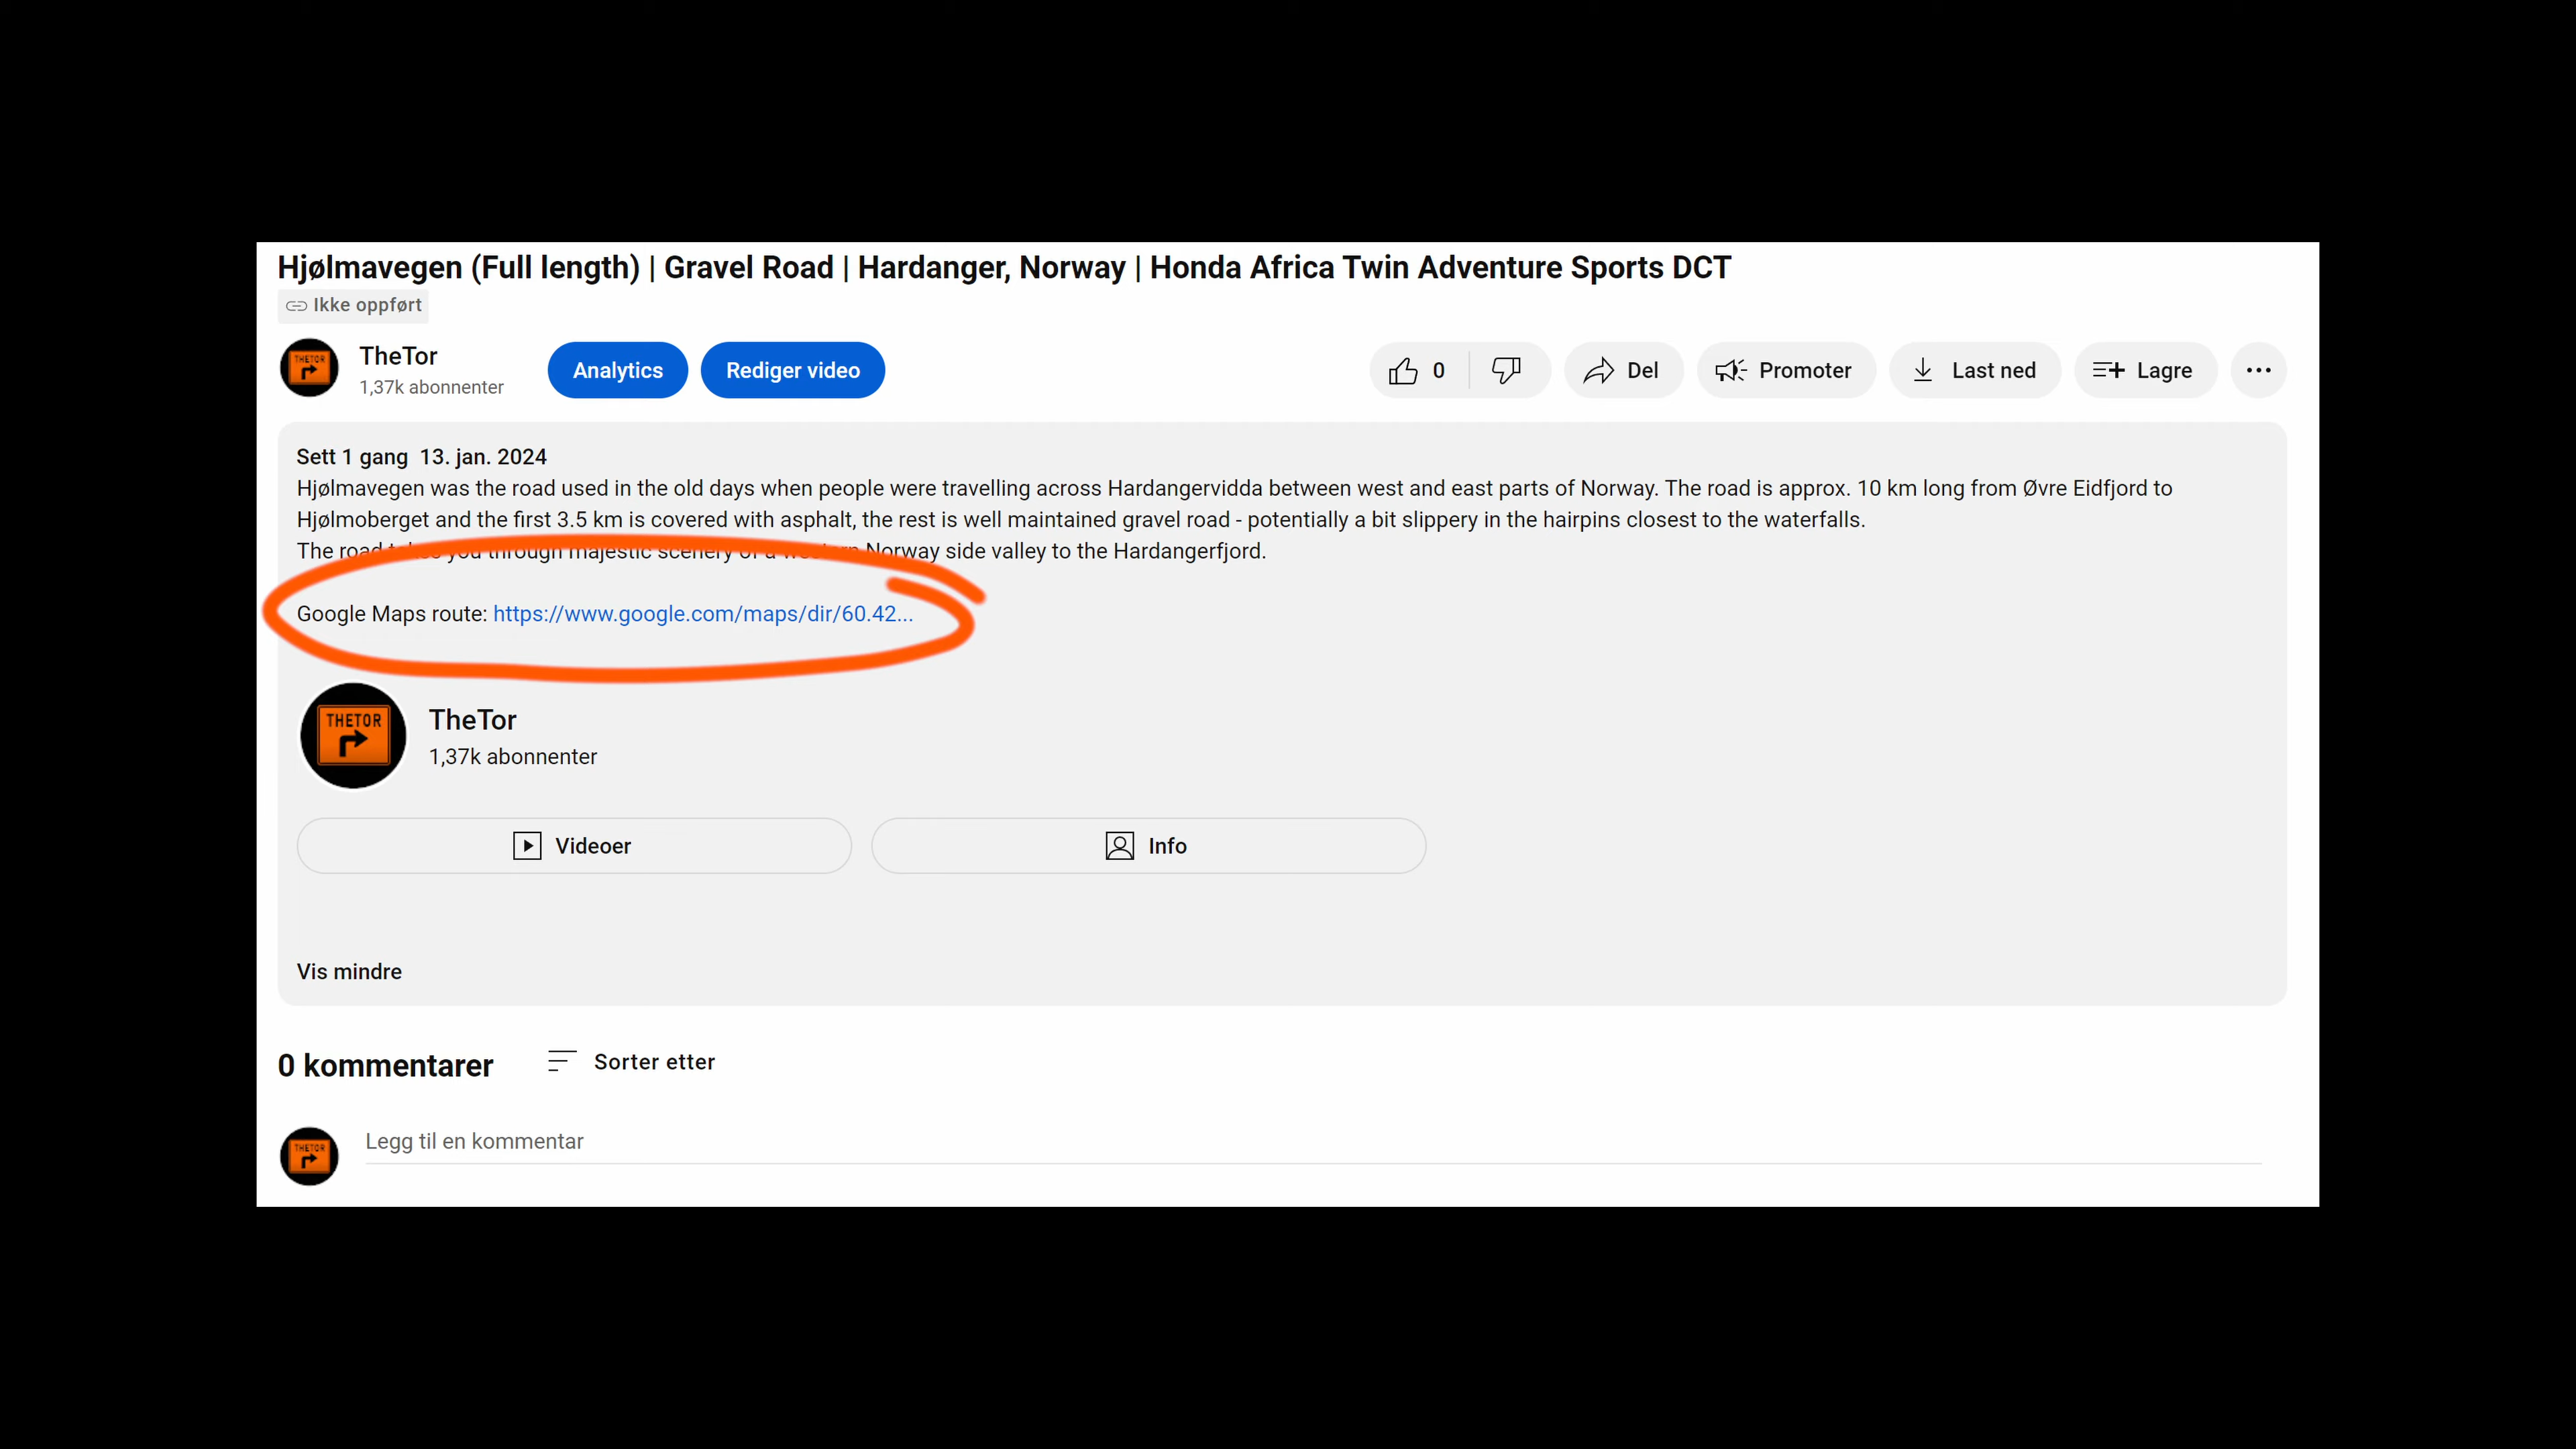 Hjølmavegen (Full length) | Gravel Road | Hardanger, Norway | Honda Africa Twin Adventure Sports DCT
Ikke oppført
THETOR
TheTor
1,37k abonnenter
Analytics
Rediger video
0
Del
Promoter
Last ned
Lagre
Sett 1 gang 13. jan. 2024
Hjølmavegen was the road used in the old days when people were travelling across Hardangervidda between west and east parts of Norway. The road is approx. 10 km long from Øvre Eidfjord to
Hjølmoberget and the first 3.5 km is covered with asphalt, the rest is well maintained gravel road - potentially a bit slippery in the hairpins closest to the waterfalls.
The road takes you through majestic scenery of a western Norway side valley to the Hardangerfjord.
Google Maps route: https://www.google.com/maps/dir/60.42...
THETOR
TheTor
1,37k abonnenter
Videoer
Info
Vis mindre
0 kommentarer
Sorter etter
THETOR
Legg til en kommentar